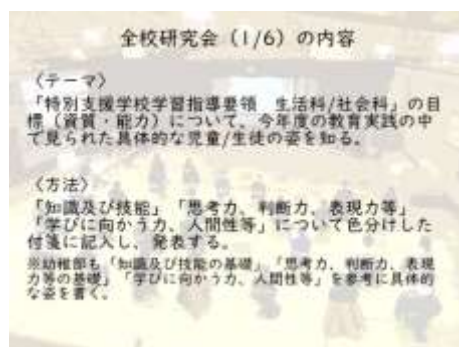 全校研究会（1/6）の内容
〈テーマ〉
「特別支援学校学習指導要領　生活科/社会科」の目
標（資質・能力）について、今年度の教育実践の中
で見られた具体的な児童/生徒の姿を知る。
〈方法〉
「知識及び技能」「思考力、判断力、表現力等」
「学びに向かう力、人間性等」について色分けした
付箋に記入し、発表する。
※幼稚部も「知識及び技能の基礎」「思考力、判断力、表現
力等の基礎」「学びに向かう力、人間性等」を参考に具体的
な姿を書く。